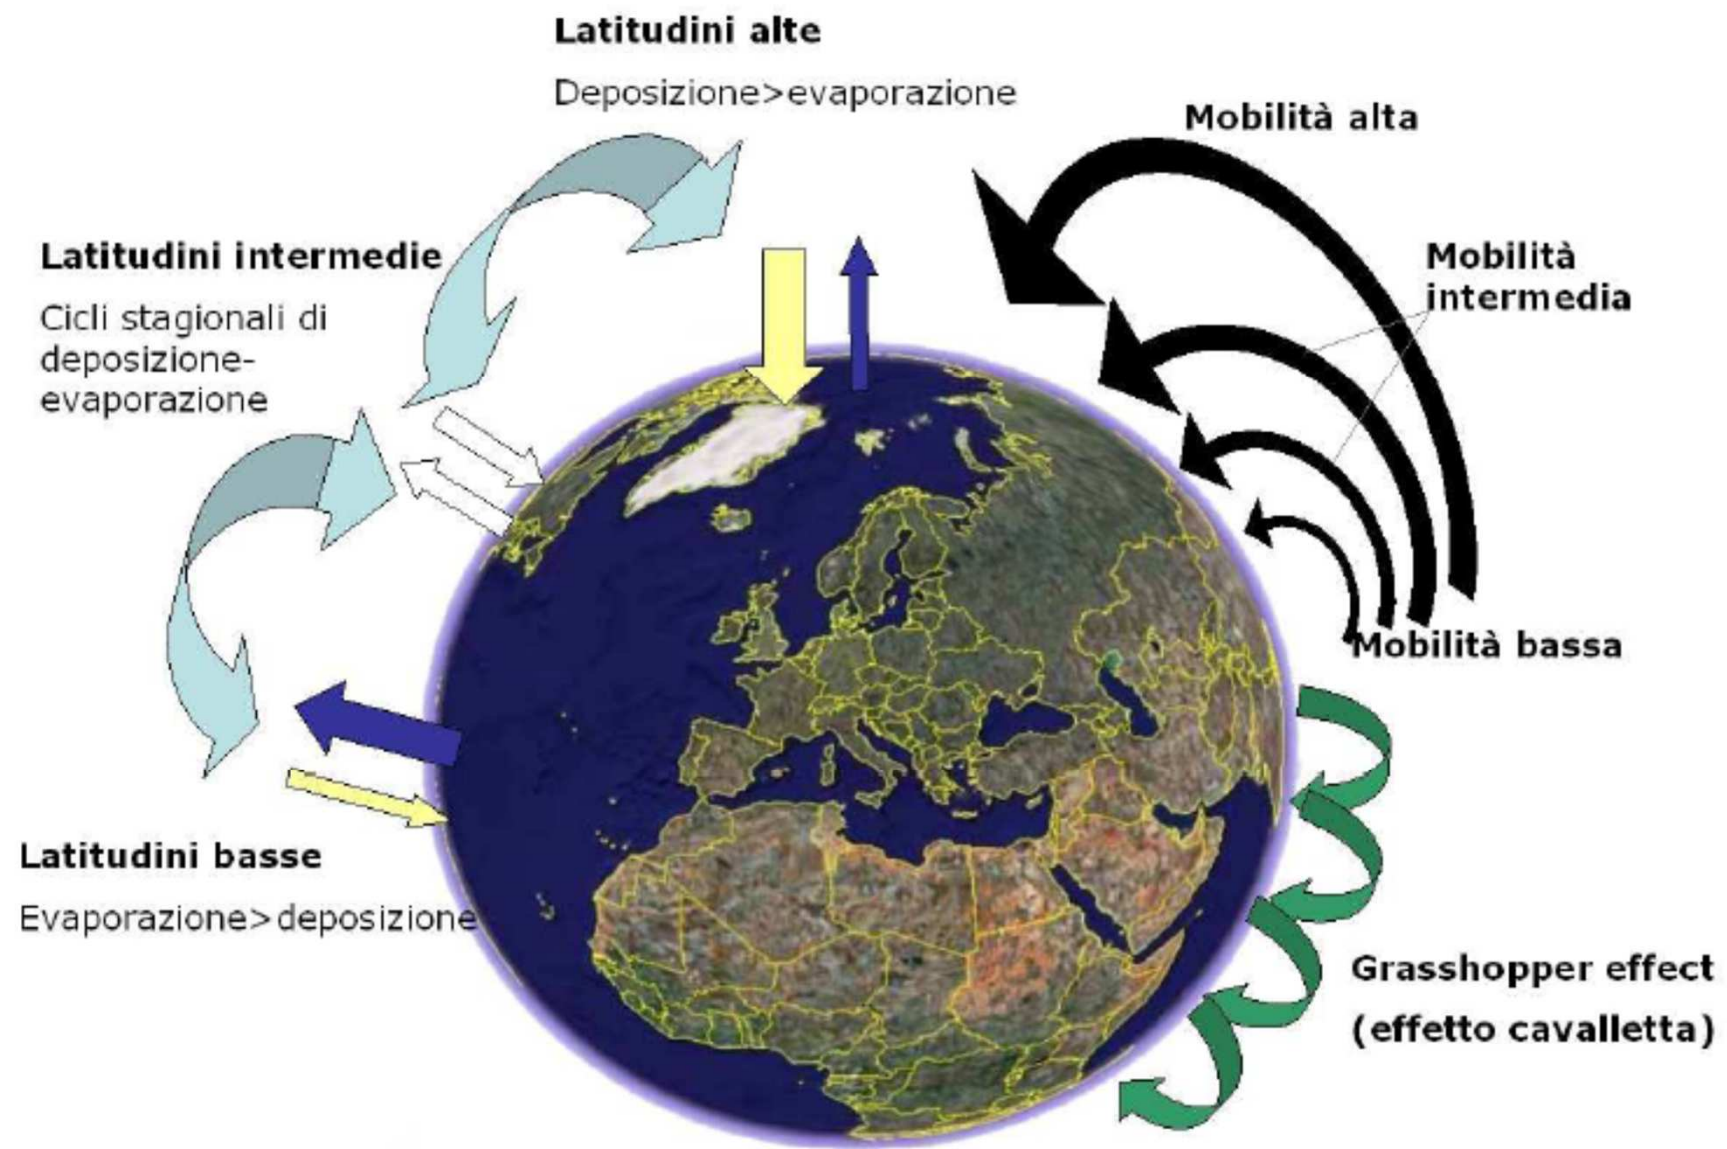 Latitudini alte
Deposizione>evaporazione
Mobilità alta
Latitudini intermedie
Cicli stagionali di
deposizione-
evaporazione
Mobilità
intermedia
Mobilità bassa
Latitudini basse
Evaporazione>deposizione
Grasshopper effect
(effetto cavalletta)